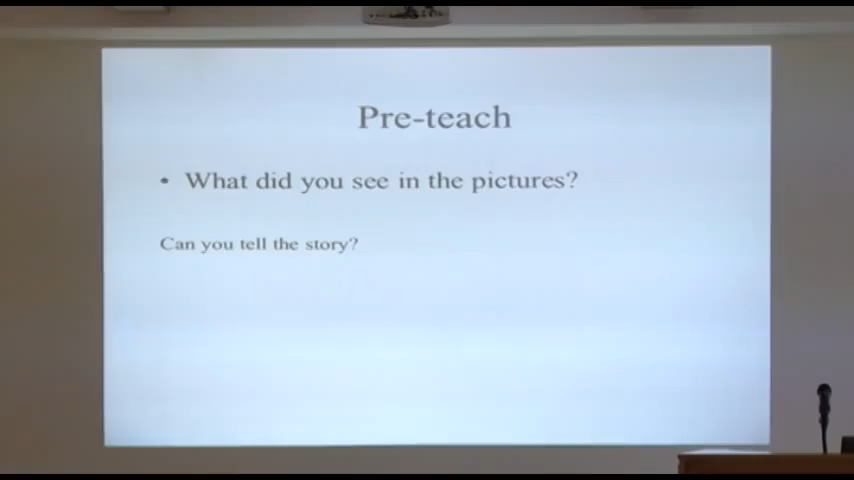 Pre-teach
• What did you see in the pictures?
Can you tell the story?